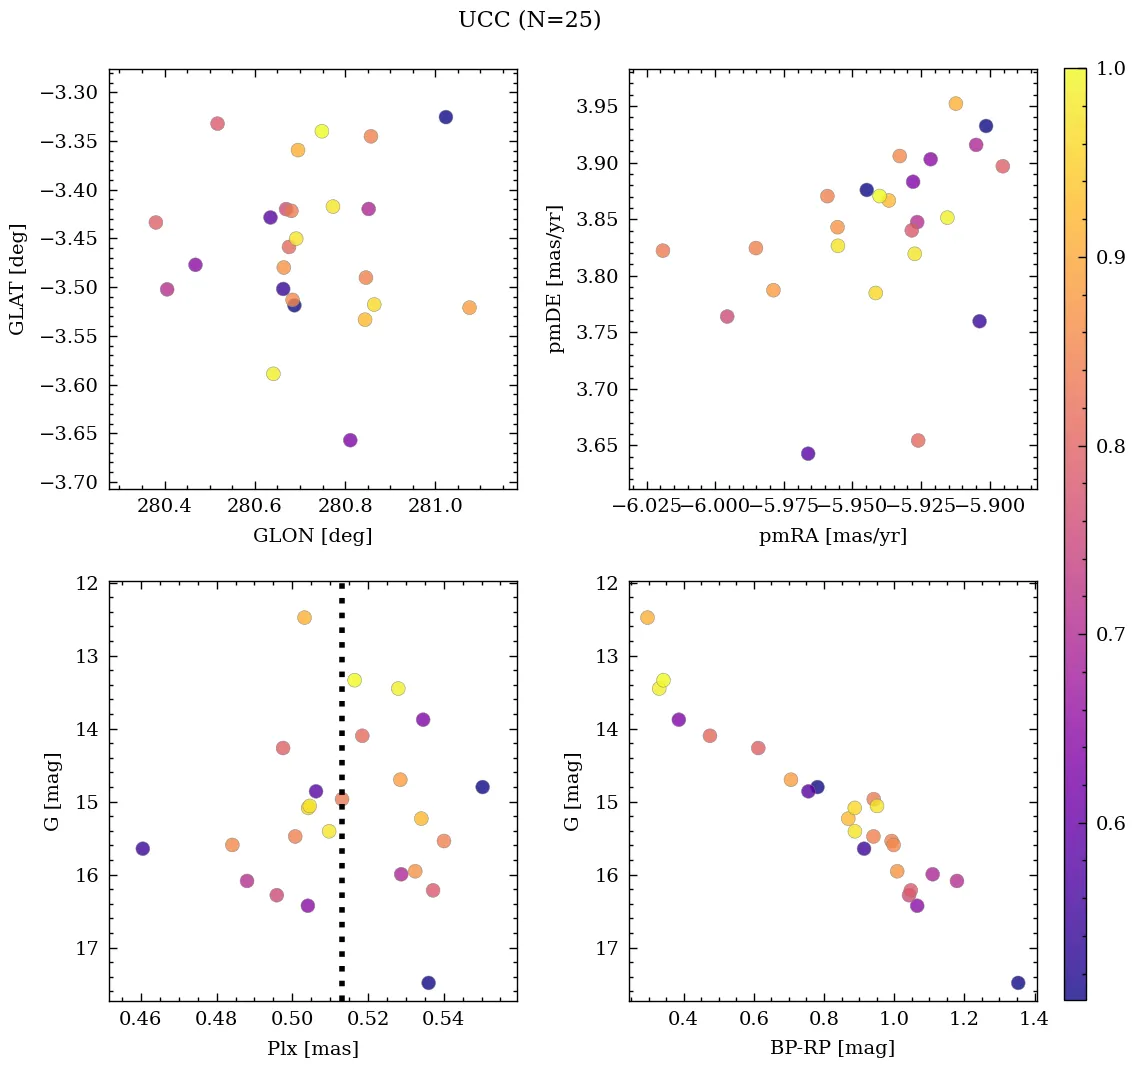 UCC (N=25)
−3.30
−3.35
−3.40
−3.45
−3.50
−3.55
−3.60
−3.65
−3.70
GLAT [deg]
280.4 280.6 280.8 281.0
GLON [deg]
3.95
3.90
3.85
3.80
3.75
3.70
3.65
pmDE [mas/yr]
−6.025 −6.000 −5.975 −5.950 −5.925 −5.900
pmRA [mas/yr]
12
13
14
15
16
17
G [mag]
0.46 0.48 0.50 0.52 0.54
Plx [mas]
12
13
14
15
16
17
G [mag]
0.4 0.6 0.8 1.0 1.2 1.4
BP-RP [mag]
1.0
0.9
0.8
0.7
0.6